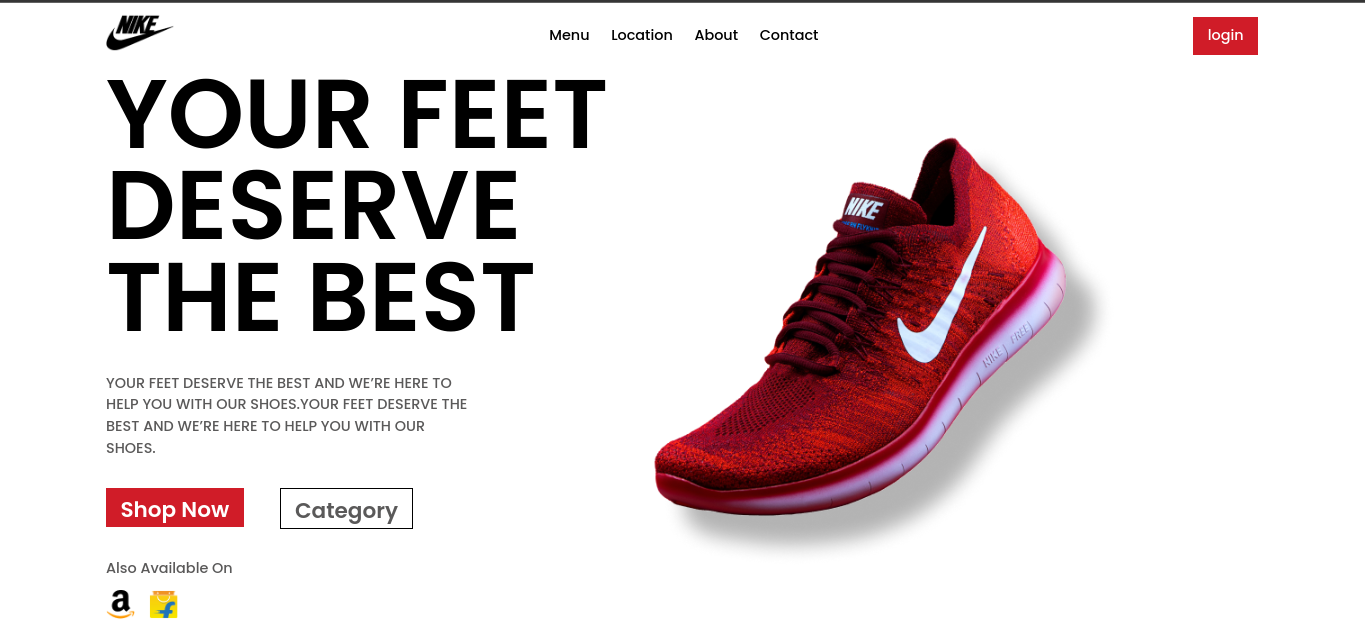 NIKE
Menu Location About Contact
login
YOUR FEET
DESERVE
THE BEST
YOUR FEET DESERVE THE BEST AND WE’RE HERE TO
HELP YOU WITH OUR SHOES.YOUR FEET DESERVE THE
BEST AND WE’RE HERE TO HELP YOU WITH OUR
SHOES.
Shop Now
Category
Also Available On
a
f
NIKE
NIKE FREE